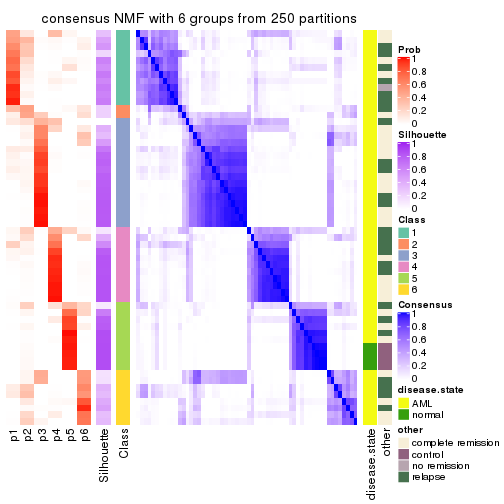 consensus NMF with 6 groups from 250 partitions
Prob
1
0.8
0.6
0.4
0.2
0
Silhouette
1
0.8
0.6
0.4
0.2
0
Class
1
2
3
4
5
6
Consensus
1
0.8
0.6
0.4
0.2
0
disease.state
AML
normal
other
complete remission
control
no remission
relapse
p1
p2
p3
p4
p5
p6
Silhouette
Class
disease.state
other